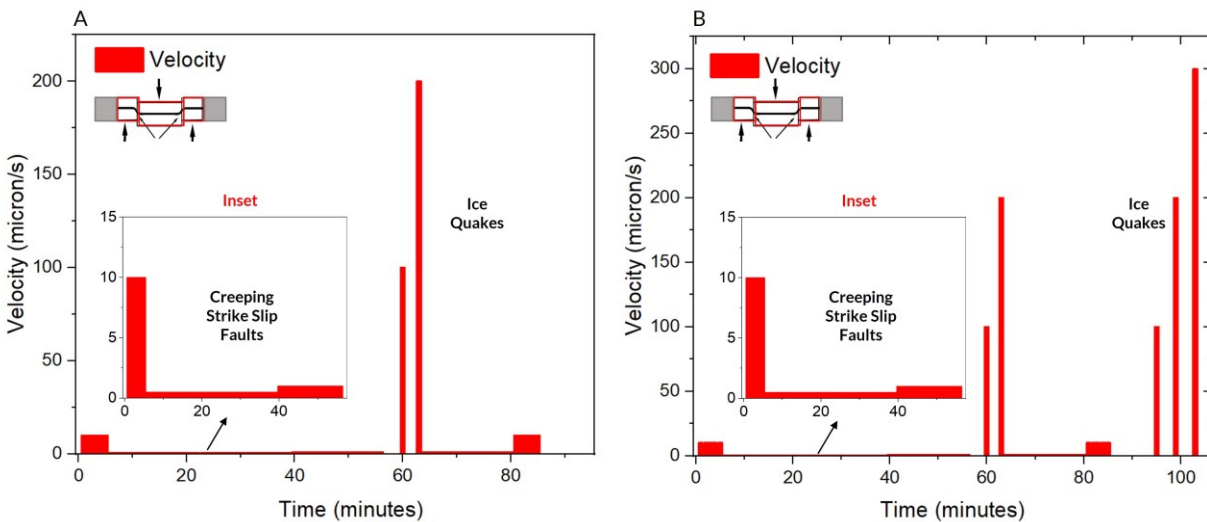 A
Velocity
Velocity (micron/s)
200
150
100
50
0
Inset
15
10
5
0
0
20
40
Creeping
Strike Slip
Faults
Ice
Quakes
0
20
40
60
80
Time (minutes)
B
Velocity
Velocity (micron/s)
300
250
200
150
100
50
0
Inset
15
10
5
0
0
20
40
Creeping
Strike Slip
Faults
Ice
Quakes
0
20
40
60
80
100
Time (minutes)